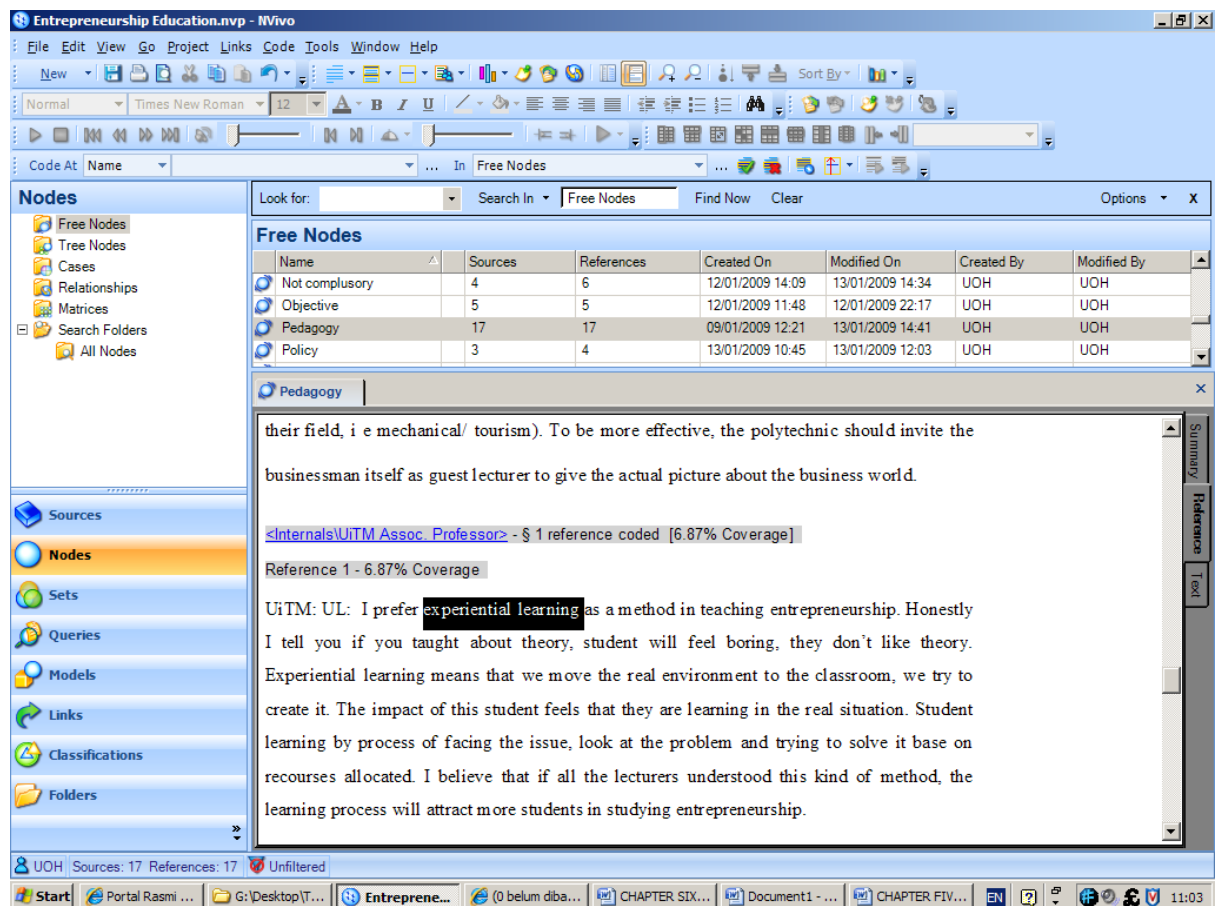 Entrepreneurship Education.nvp - NVivo
File Edit View Go Project Links Code Tools Window Help
New Sort By
Normal Times New Roman 12 A B I U
Code At Name ... In Free Nodes ...
Nodes
Free Nodes
Tree Nodes
Cases
Relationships
Matrices
Search Folders
All Nodes
Sources
Nodes
Sets
Queries
Models
Links
Classifications
Folders
Look for: Search In Free Nodes Find Now Clear Options x
Free Nodes
Name Sources References Created On Modified On Created By Modified By
Not complusory 4 6 12/01/2009 14:09 13/01/2009 14:34 UOH UOH
Objective 5 5 12/01/2009 11:48 12/01/2009 22:17 UOH UOH
Pedagogy 17 17 09/01/2009 12:21 13/01/2009 14:41 UOH UOH
Policy 3 4 13/01/2009 10:45 13/01/2009 12:03 UOH UOH
Pedagogy
their field, i e mechanical/ tourism). To be more effective, the polytechnic should invite the
businessman itself as guest lecturer to give the actual picture about the business world.
<Internals\UiTM Assoc. Professor> - § 1 reference coded [6.87% Coverage]
Reference 1 - 6.87% Coverage
UiTM: UL: I prefer experiential learning as a method in teaching entrepreneurship. Honestly
I tell you if you taught about theory, student will feel boring, they don't like theory.
Experiential learning means that we move the real environment to the classroom, we try to
create it. The impact of this student feels that they are learning in the real situation. Student
learning by process of facing the issue, look at the problem and trying to solve it base on
recourses allocated. I believe that if all the lecturers understood this kind of method, the
learning process will attract more students in studying entrepreneurship.
Summary
Reference
Text
UOH Sources: 17 References: 17 Unfiltered
Start Portal Rasmi ... G:\Desktop\T... Entreprene... (0 belum diba... CHAPTER SIX... Document1 - ... CHAPTER FIV... EN 11:03